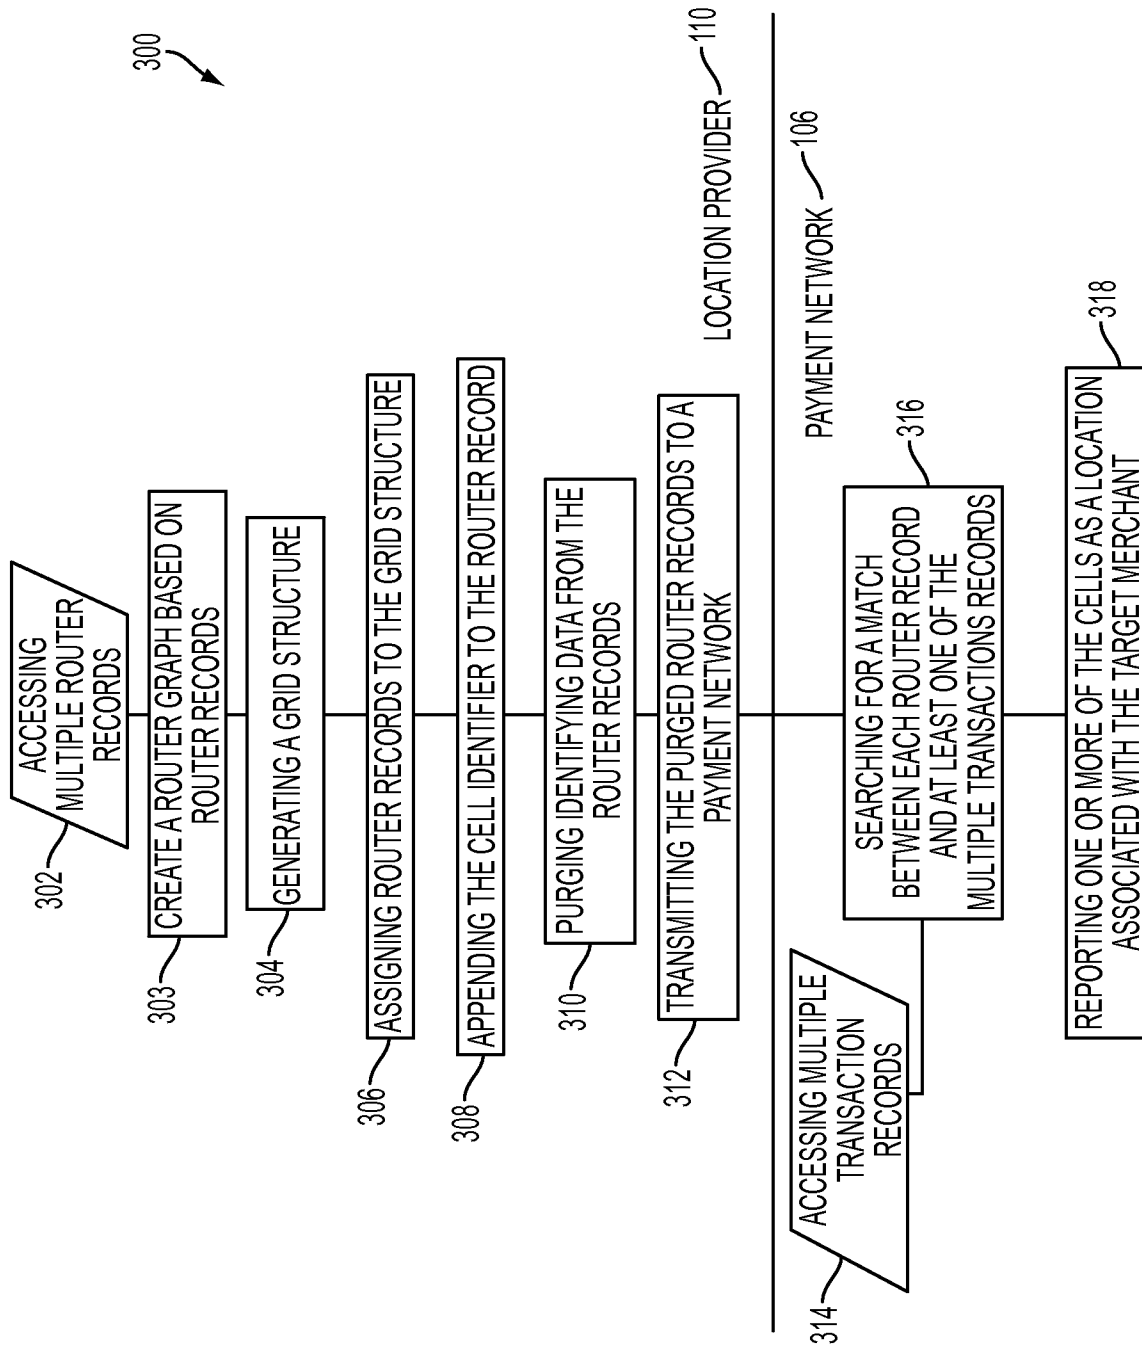 300
ACCESSING
MULTIPLE ROUTER
RECORDS
302
CREATE A ROUTER GRAPH BASED ON
ROUTER RECORDS
303
GENERATING A GRID STRUCTURE
304
ASSIGNING ROUTER RECORDS TO THE GRID STRUCTURE
306
APPENDING THE CELL IDENTIFIER TO THE ROUTER RECORD
308
PURGING IDENTIFYING DATA FROM THE
ROUTER RECORDS
310
TRANSMITTING THE PURGED ROUTER RECORDS TO A
PAYMENT NETWORK
312
LOCATION PROVIDER
110
PAYMENT NETWORK
106
ACCESSING MULTIPLE
TRANSACTION
RECORDS
314
SEARCHING FOR A MATCH
BETWEEN EACH ROUTER RECORD
AND AT LEAST ONE OF THE
MULTIPLE TRANSACTIONS RECORDS
316
REPORTING ONE OR MORE OF THE CELLS AS A LOCATION
ASSOCIATED WITH THE TARGET MERCHANT
318